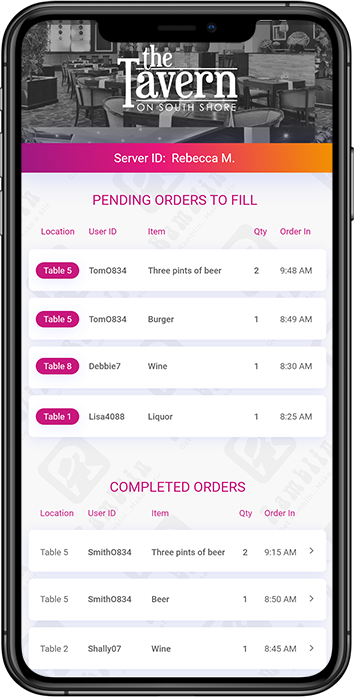 the
Tavern
ON SOUTH SHORE
Server ID: Rebecca M.
PENDING ORDERS TO FILL
Location User ID Item Qty Order In
Table 5 TomO834 Three pints of beer 2 9:48 AM
Table 5 TomO834 Burger 1 8:49 AM
Table 8 Debbie7 Wine 1 8:30 AM
Table 1 Lisa4088 Liquor 1 8:25 AM
COMPLETED ORDERS
Location User ID Item Qty Order In
Table 5 SmithO834 Three pints of beer 2 9:15 AM >
Table 5 SmithO834 Beer 1 8:50 AM >
Table 2 Shally07 Wine 1 8:45 AM >